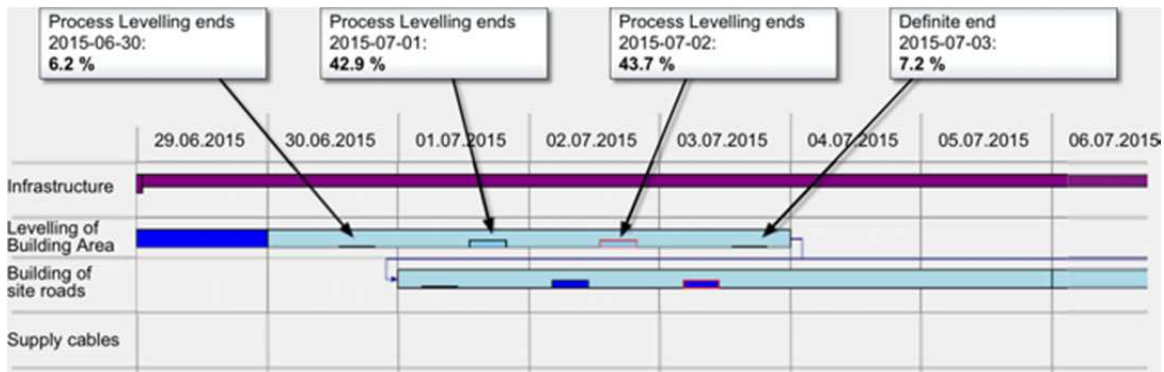 Process Levelling ends
2015-06-30:
6.2 %
Process Levelling ends
2015-07-01:
42.9 %
Process Levelling ends
2015-07-02:
43.7 %
Definite end
2015-07-03:
7.2 %
29.06.2015 30.06.2015 01.07.2015 02.07.2015 03.07.2015 04.07.2015 05.07.2015 06.07.2015
Infrastructure
Levelling of
Building Area
Building of
site roads
Supply cables